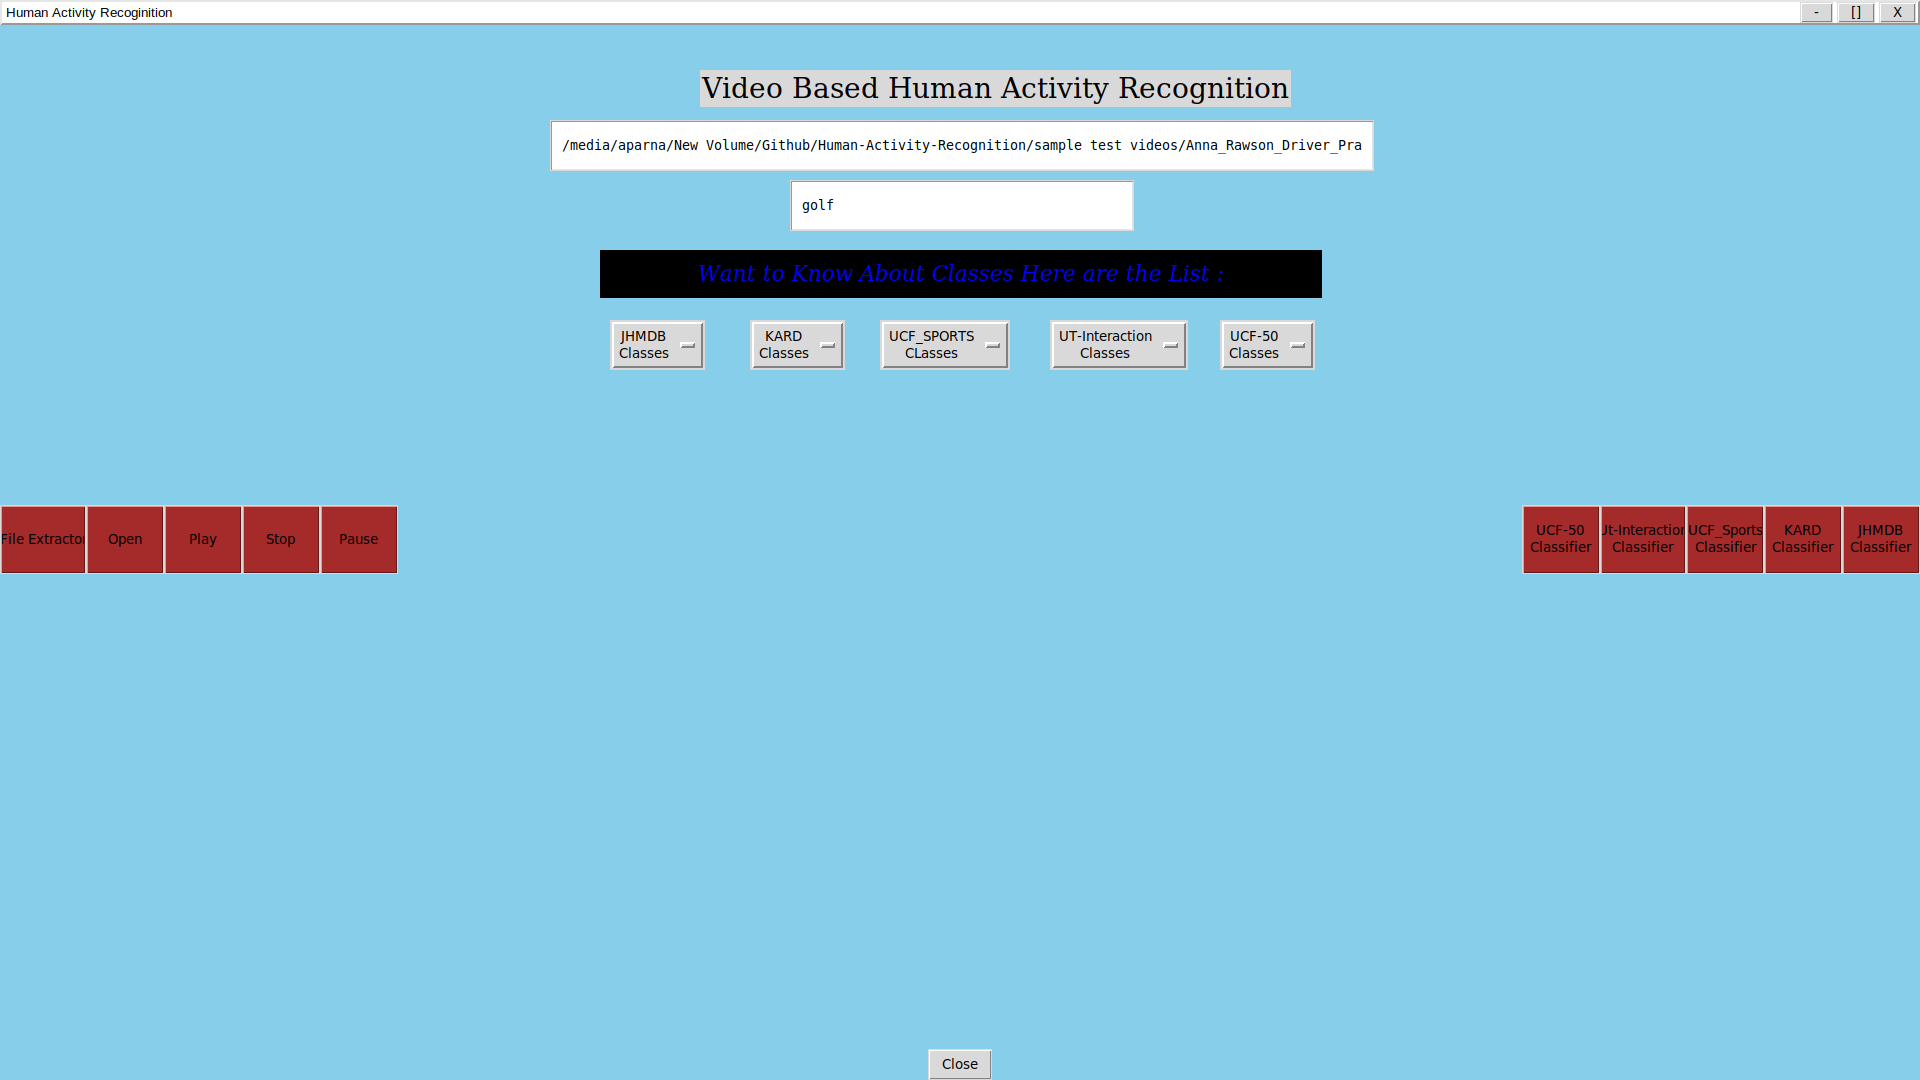 Human Activity Recoginition
- [] X
Video Based Human Activity Recognition
/media/aparna/New Volume/Github/Human-Activity-Recognition/sample test videos/Anna_Rawson_Driver_Pra
golf
Want to Know About Classes Here are the List :
JHMDB
Classes
KARD
Classes
UCF_SPORTS
CLasses
UT-Interaction
Classes
UCF-50
Classes
File Extractor
Open
Play
Stop
Pause
UCF-50
Classifier
Ut-Interaction
Classifier
UCF_Sports
Classifier
KARD
Classifier
JHMDB
Classifier
Close